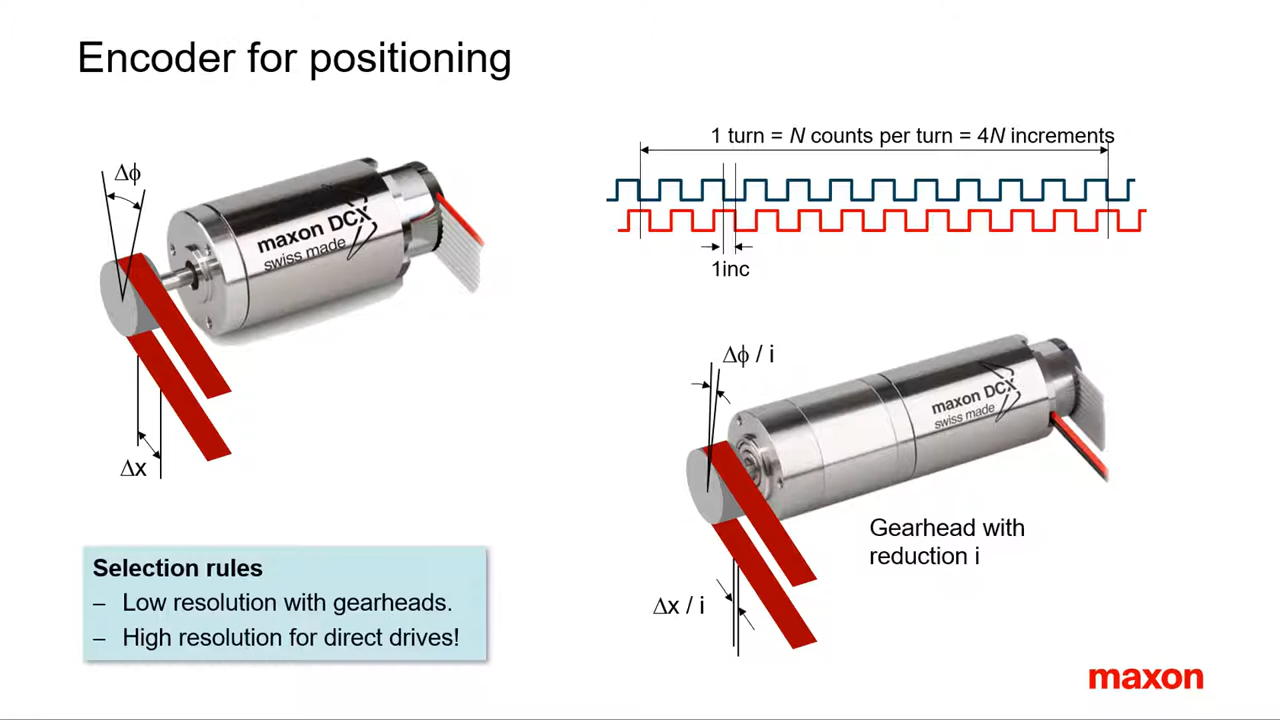 Encoder for positioning
1 turn = N counts per turn = 4N increments
Δϕ
maxon DCX
swiss made
1inc
Δx
Δϕ / i
maxon DCX
swiss made
Gearhead with
reduction i
Δx / i
Selection rules
– Low resolution with gearheads.
– High resolution for direct drives!
maxon